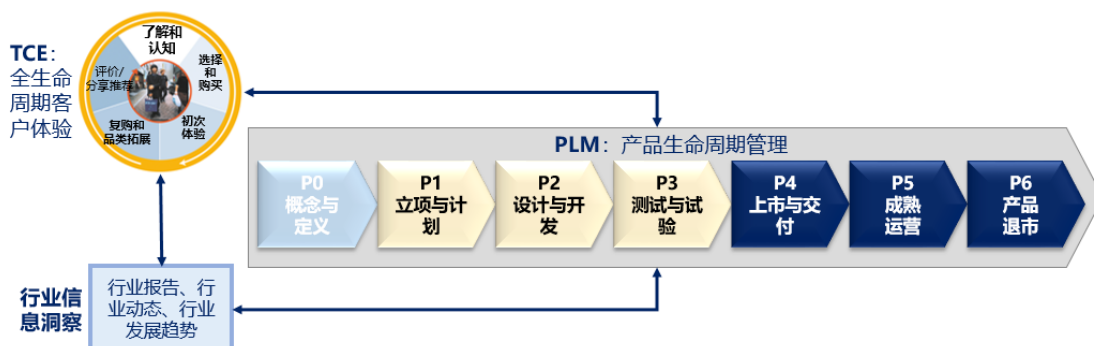 TCE：
全生命
周期客
户体验
了解和
认知
选择
和
购买
初次
体验
复购和
品类拓展
评价/
分享推荐
PLM：产品生命周期管理
P0
概念与
定义
P1
立项与计
划
P2
设计与开
发
P3
测试与试
验
P4
上市与交
付
P5
成熟
运营
P6
产品
退市
行业信
息洞察
行业报告、行
业动态、行业
发展趋势